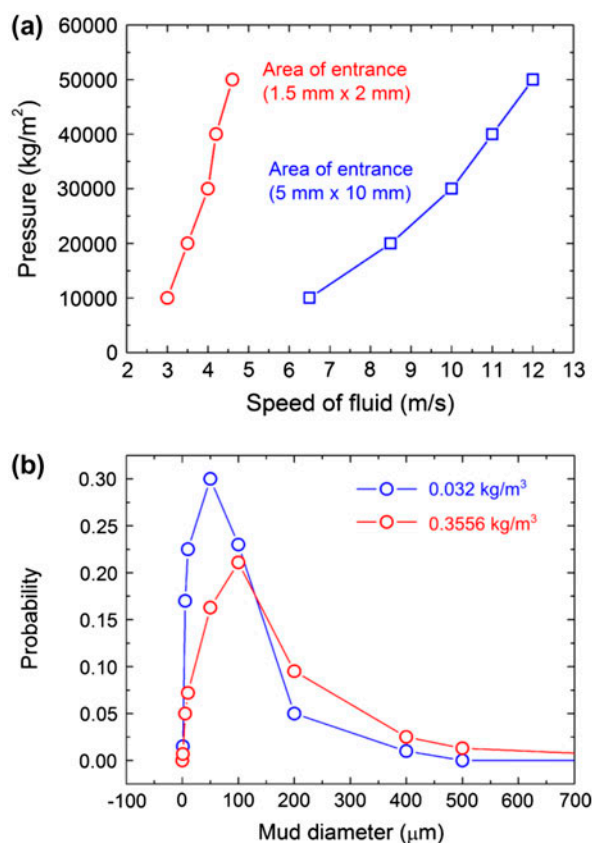 (a)
60000
50000
40000
30000
20000
10000
0
Pressure (kg/m²)
Area of entrance
(1.5 mm x 2 mm)
Area of entrance
(5 mm x 10 mm)
2 3 4 5 6 7 8 9 10 11 12 13
Speed of fluid (m/s)
(b)
0.30
0.25
0.20
0.15
0.10
0.05
0.00
Probability
0.032 kg/m³
0.3556 kg/m³
-100 0 100 200 300 400 500 600 700
Mud diameter (μm)